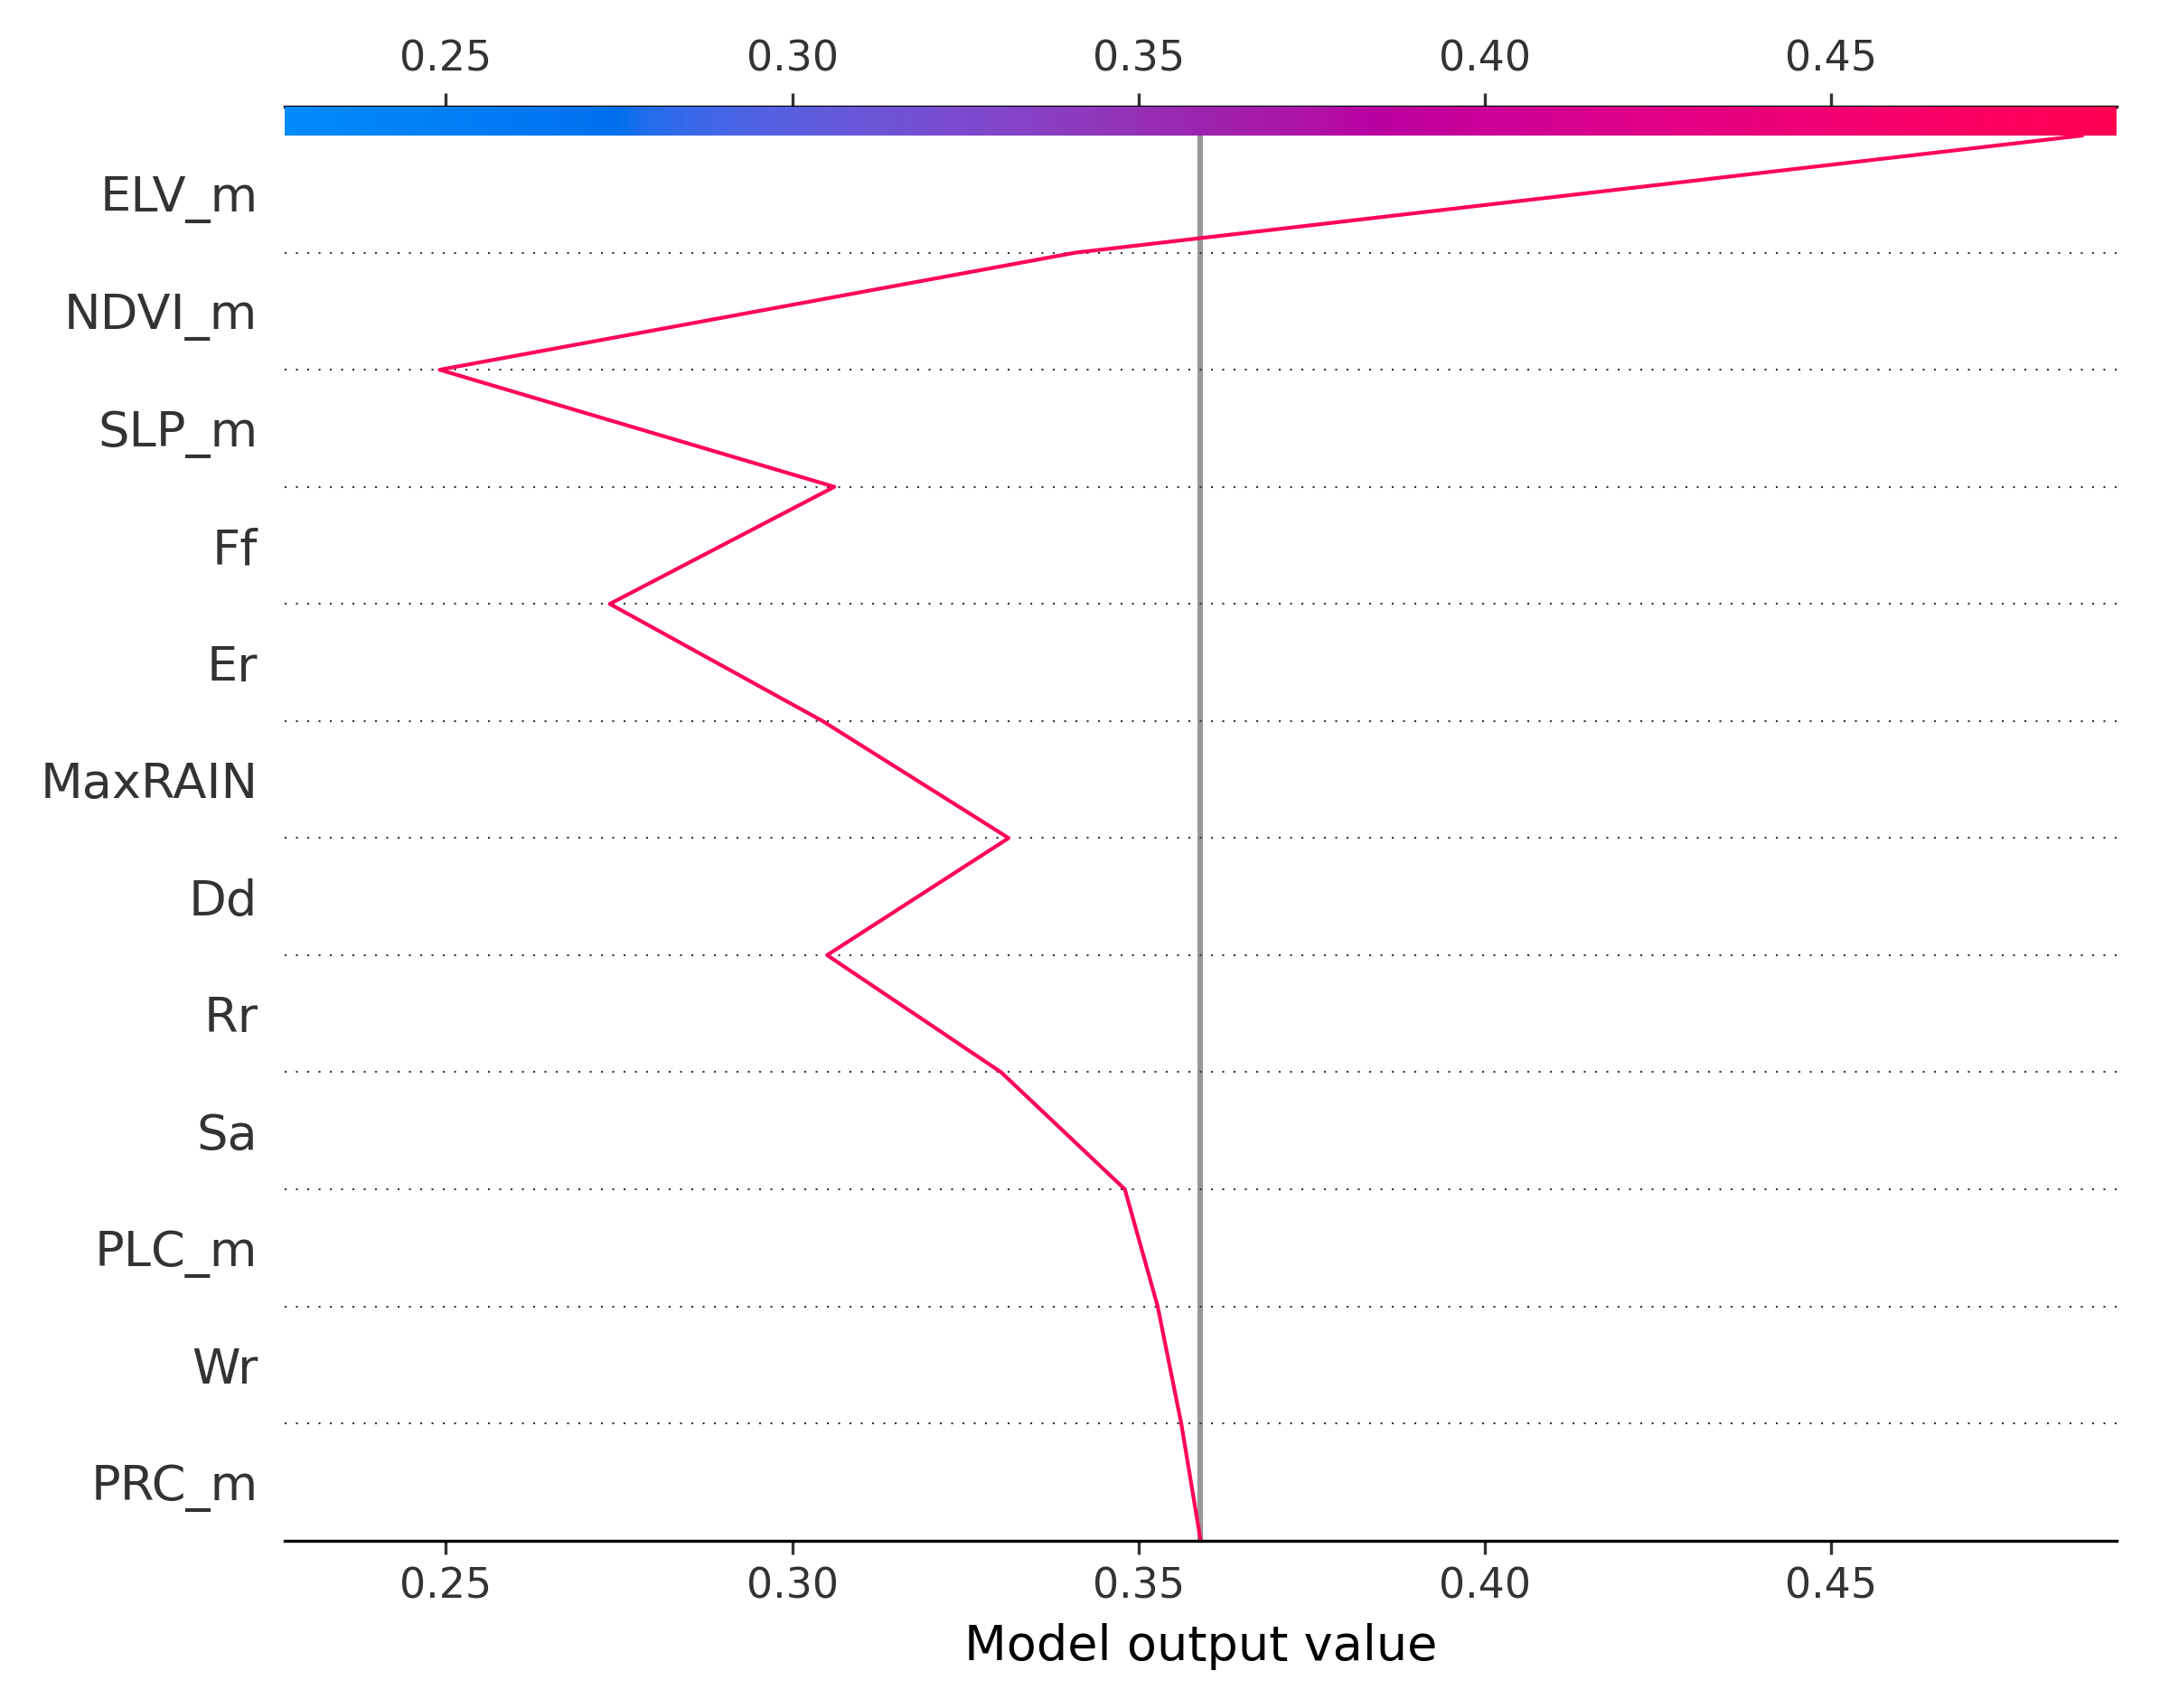 0.25 0.30 0.35 0.40 0.45
ELV_m
NDVI_m
SLP_m
Ff
Er
MaxRAIN
Dd
Rr
Sa
PLC_m
Wr
PRC_m
0.25 0.30 0.35 0.40 0.45
Model output value